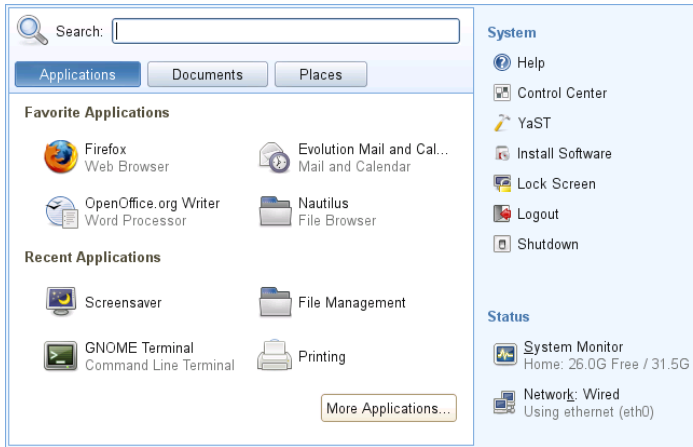 Search:
Applications Documents Places
Favorite Applications
Firefox
Web Browser
Evolution Mail and Cal...
Mail and Calendar
OpenOffice.org Writer
Word Processor
Nautilus
File Browser
Recent Applications
Screensaver
File Management
GNOME Terminal
Command Line Terminal
Printing
More Applications...
System
Help
Control Center
YaST
Install Software
Lock Screen
Logout
Shutdown
Status
System Monitor
Home: 26.0G Free / 31.5G
Network: Wired
Using ethernet (eth0)